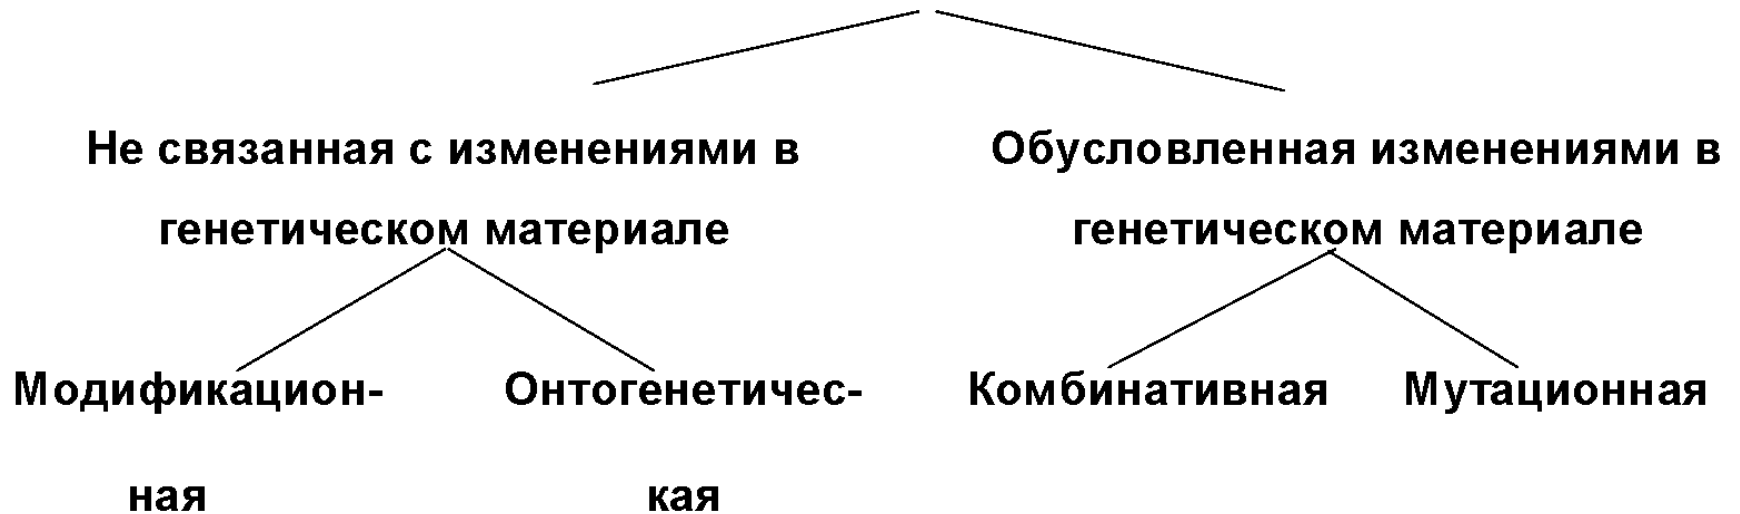 Не связанная с изменениями в Обусловленная изменениями в
генетическом материале генетическом материале
Модификацион- Онтогенетичес- Комбинативная Мутационная
ная кая